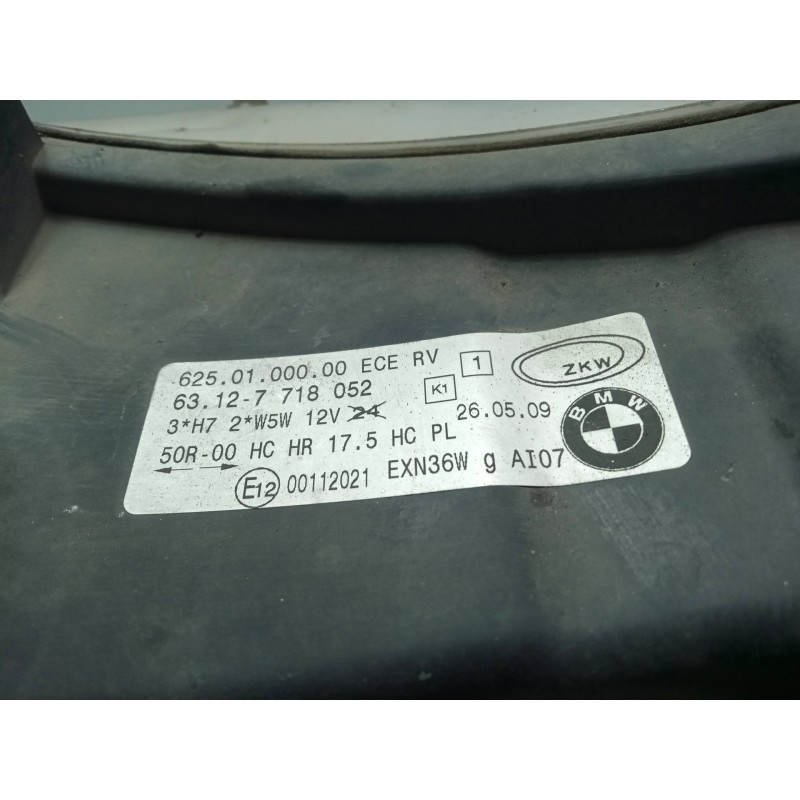 625.01.000.00 ECE RV 1
ZKW
63.12-7 718 052 K1
3*H7 2*W5W 12V 24 26.05.09
BMW
50R-00 HC HR 17.5 HC PL
E12 00112021 EXN36W g AI07